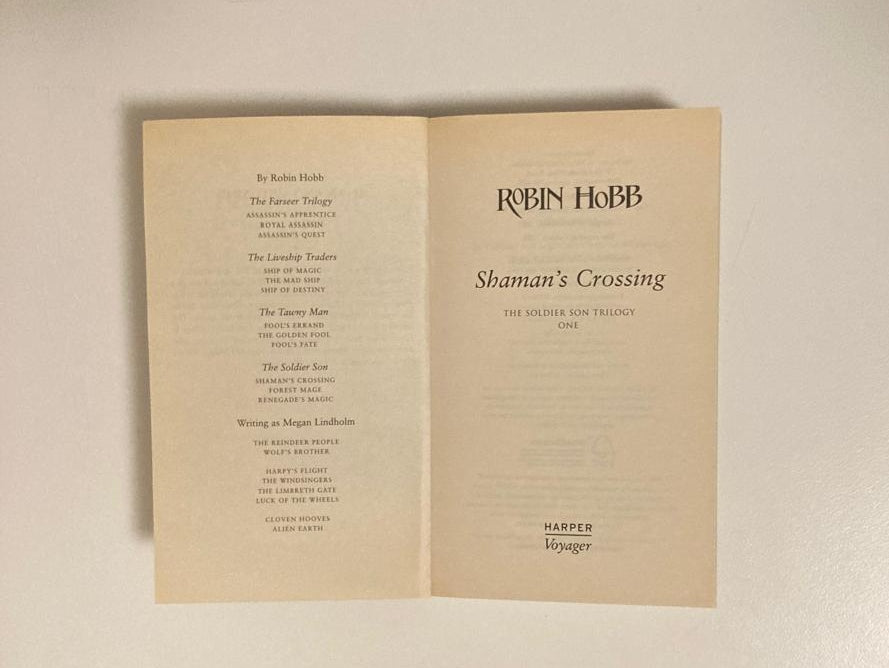 By Robin Hobb
The Farseer Trilogy
ASSASSIN'S APPRENTICE
ROYAL ASSASSIN
ASSASSIN'S QUEST
The Liveship Traders
SHIP OF MAGIC
THE MAD SHIP
SHIP OF DESTINY
The Tawny Man
FOOL'S ERRAND
THE GOLDEN FOOL
FOOL'S FATE
The Soldier Son
SHAMAN'S CROSSING
FOREST MAGE
RENEGADE'S MAGIC
Writing as Megan Lindholm
THE REINDEER PEOPLE
WOLF'S BROTHER
HARPY'S FLIGHT
THE WINDSINGERS
THE LIMBRETH GATE
LUCK OF THE WHEELS
CLOVEN HOOVES
ALIEN EARTH
ROBIN HOBB
Shaman's Crossing
THE SOLDIER SON TRILOGY
ONE
HARPER
Voyager